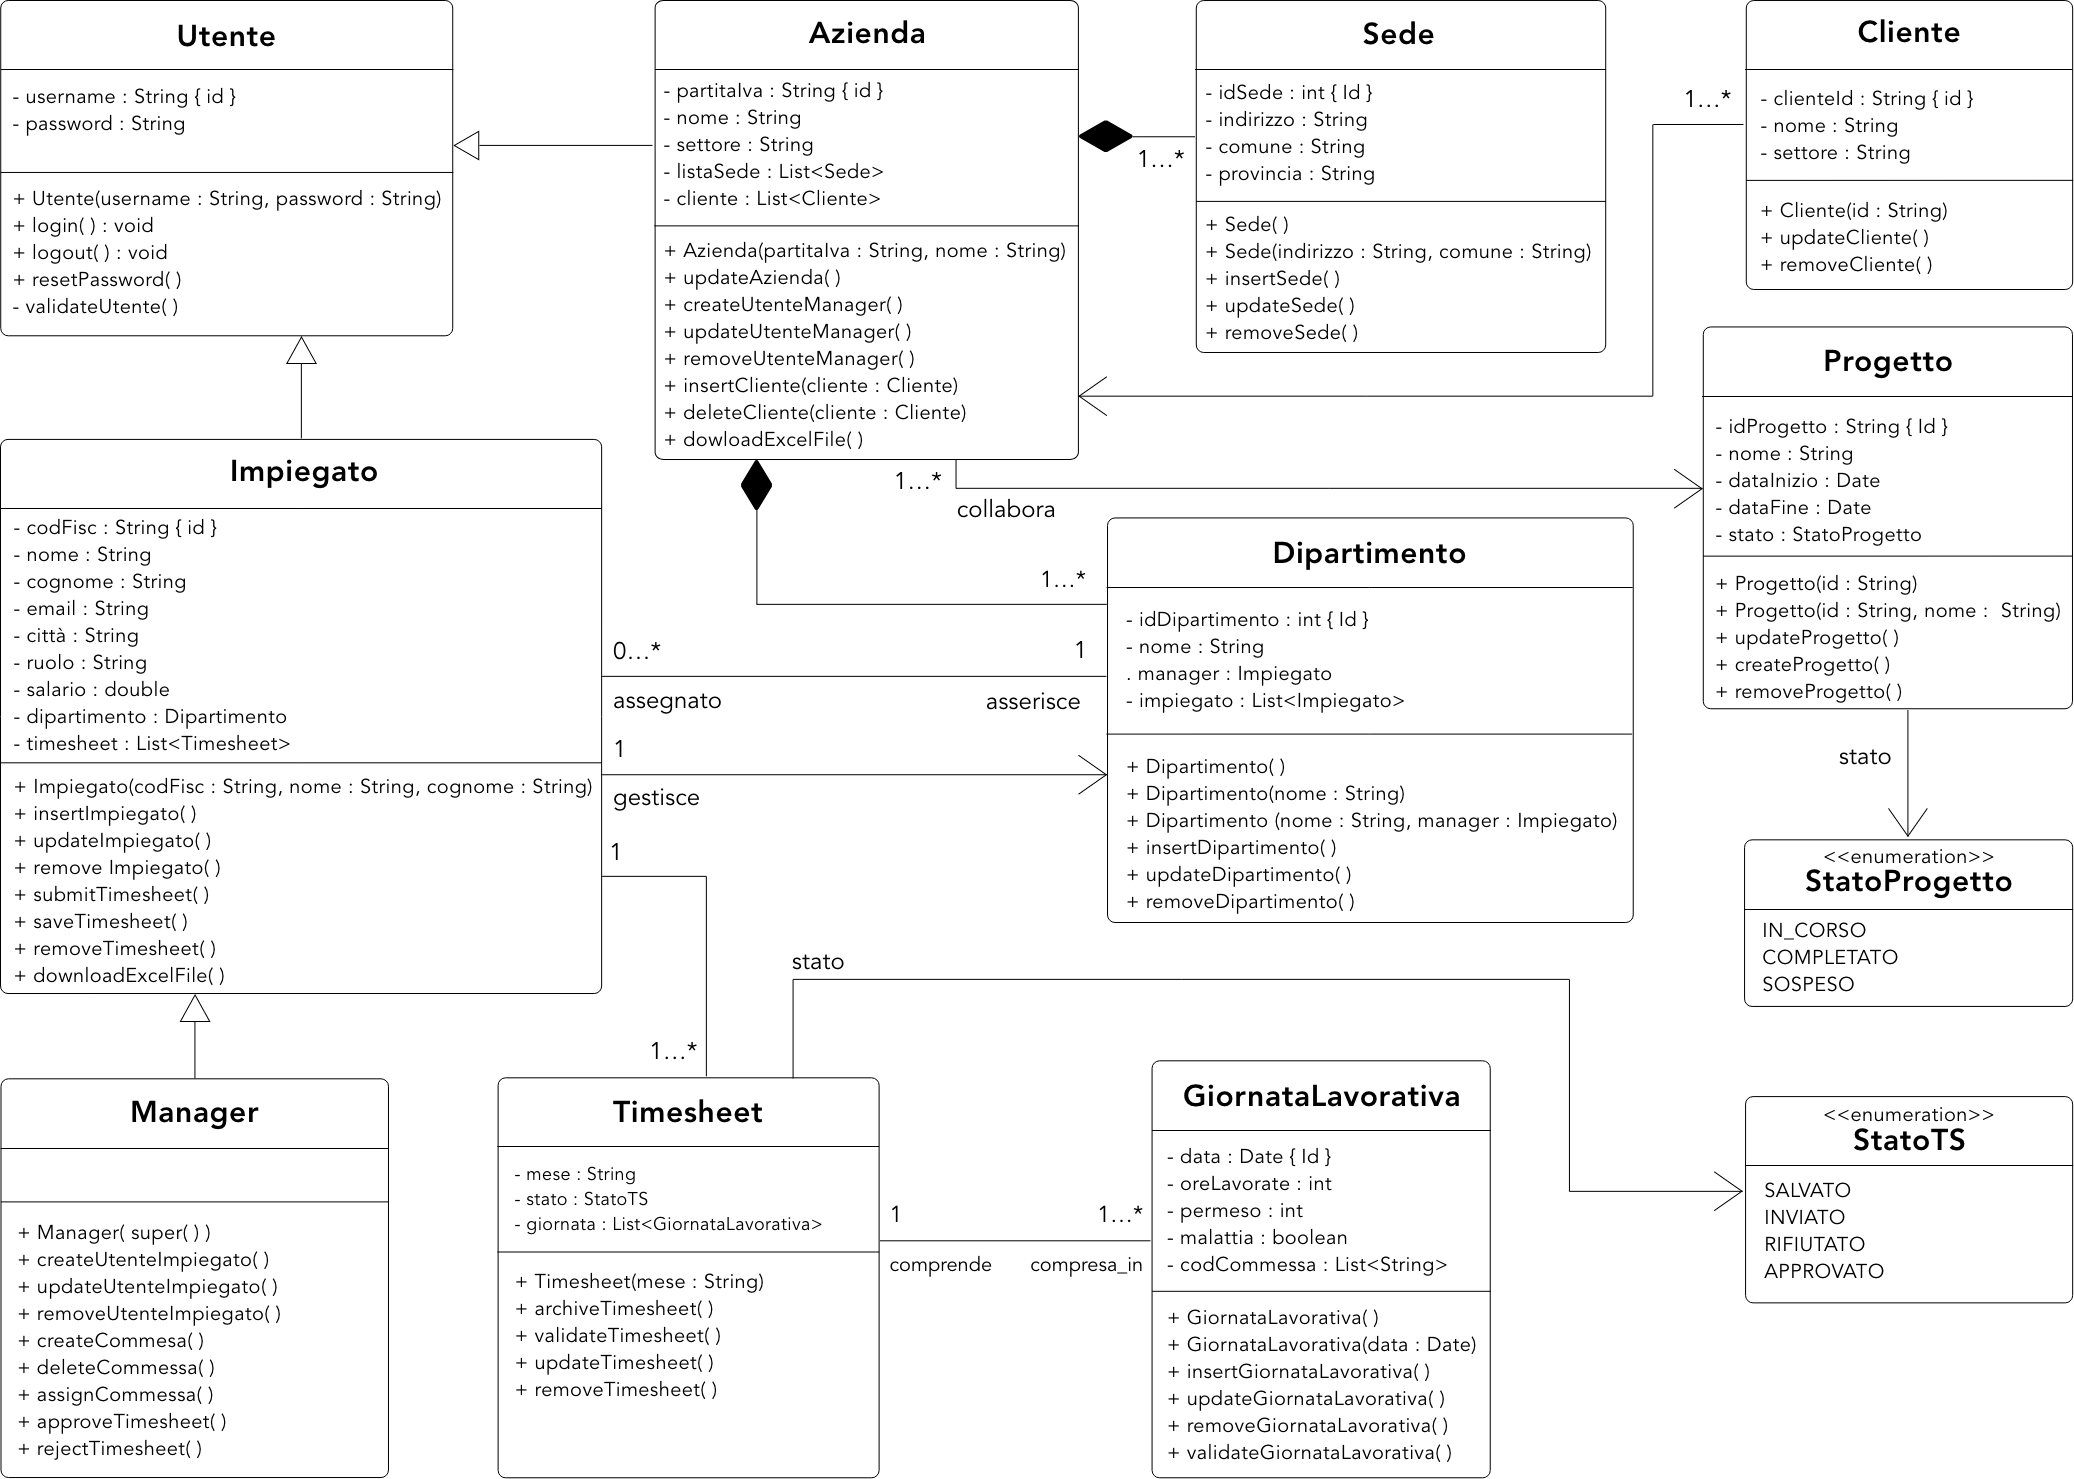 Utente
- username : String { id }
- password : String
+ Utente(username : String, password : String)
+ login( ) : void
+ logout( ) : void
+ resetPassword( )
- validateUtente( )
Azienda
- partitaIva : String { id }
- nome : String
- settore : String
- listaSede : List<Sede>
- cliente : List<Cliente>
+ Azienda(partitaIva : String, nome : String)
+ updateAzienda( )
+ createUtenteManager( )
+ updateUtenteManager( )
+ removeUtenteManager( )
+ insertCliente(cliente : Cliente)
+ deleteCliente(cliente : Cliente)
+ dowloadExcelFile( )
1...*
Sede
- idSede : int { Id }
- indirizzo : String
- comune : String
- provincia : String
+ Sede( )
+ Sede(indirizzo : String, comune : String)
+ insertSede( )
+ updateSede( )
+ removeSede( )
1...*
Cliente
- clienteId : String { id }
- nome : String
- settore : String
+ Cliente(id : String)
+ updateCliente( )
+ removeCliente( )
Progetto
- idProgetto : String { Id }
- nome : String
- dataInizio : Date
- dataFine : Date
- stato : StatoProgetto
+ Progetto(id : String)
+ Progetto(id : String, nome :  String)
+ updateProgetto( )
+ createProgetto( )
+ removeProgetto( )
1...*
collabora
Impiegato
- codFisc : String { id }
- nome : String
- cognome : String
- email : String
- città : String
- ruolo : String
- salario : double
- dipartimento : Dipartimento
- timesheet : List<Timesheet>
+ Impiegato(codFisc : String, nome : String, cognome : String)
+ insertImpiegato( )
+ updateImpiegato( )
+ remove Impiegato( )
+ submitTimesheet( )
+ saveTimesheet( )
+ removeTimesheet( )
+ downloadExcelFile( )
1...*
0...*
1
assegnato
asserisce
1
gestisce
1
1...*
Dipartimento
- idDipartimento : int { Id }
- nome : String
. manager : Impiegato
- impiegato : List<Impiegato>
+ Dipartimento( )
+ Dipartimento(nome : String)
+ Dipartimento (nome : String, manager : Impiegato)
+ insertDipartimento( )
+ updateDipartimento( )
+ removeDipartimento( )
stato
<<enumeration>>
StatoProgetto
IN_CORSO
COMPLETATO
SOSPESO
stato
Manager
+ Manager( super( ) )
+ createUtenteImpiegato( )
+ updateUtenteImpiegato( )
+ removeUtenteImpiegato( )
+ createCommesa( )
+ deleteCommessa( )
+ assignCommessa( )
+ approveTimesheet( )
+ rejectTimesheet( )
Timesheet
- mese : String
- stato : StatoTS
- giornata : List<GiornataLavorativa>
+ Timesheet(mese : String)
+ archiveTimesheet( )
+ validateTimesheet( )
+ updateTimesheet( )
+ removeTimesheet( )
1
1...*
comprende
compresa_in
GiornataLavorativa
- data : Date { Id }
- oreLavorate : int
- permeso : int
- malattia : boolean
- codCommessa : List<String>
+ GiornataLavorativa( )
+ GiornataLavorativa(data : Date)
+ insertGiornataLavorativa( )
+ updateGiornataLavorativa( )
+ removeGiornataLavorativa( )
+ validateGiornataLavorativa( )
<<enumeration>>
StatoTS
SALVATO
INVIATO
RIFIUTATO
APPROVATO